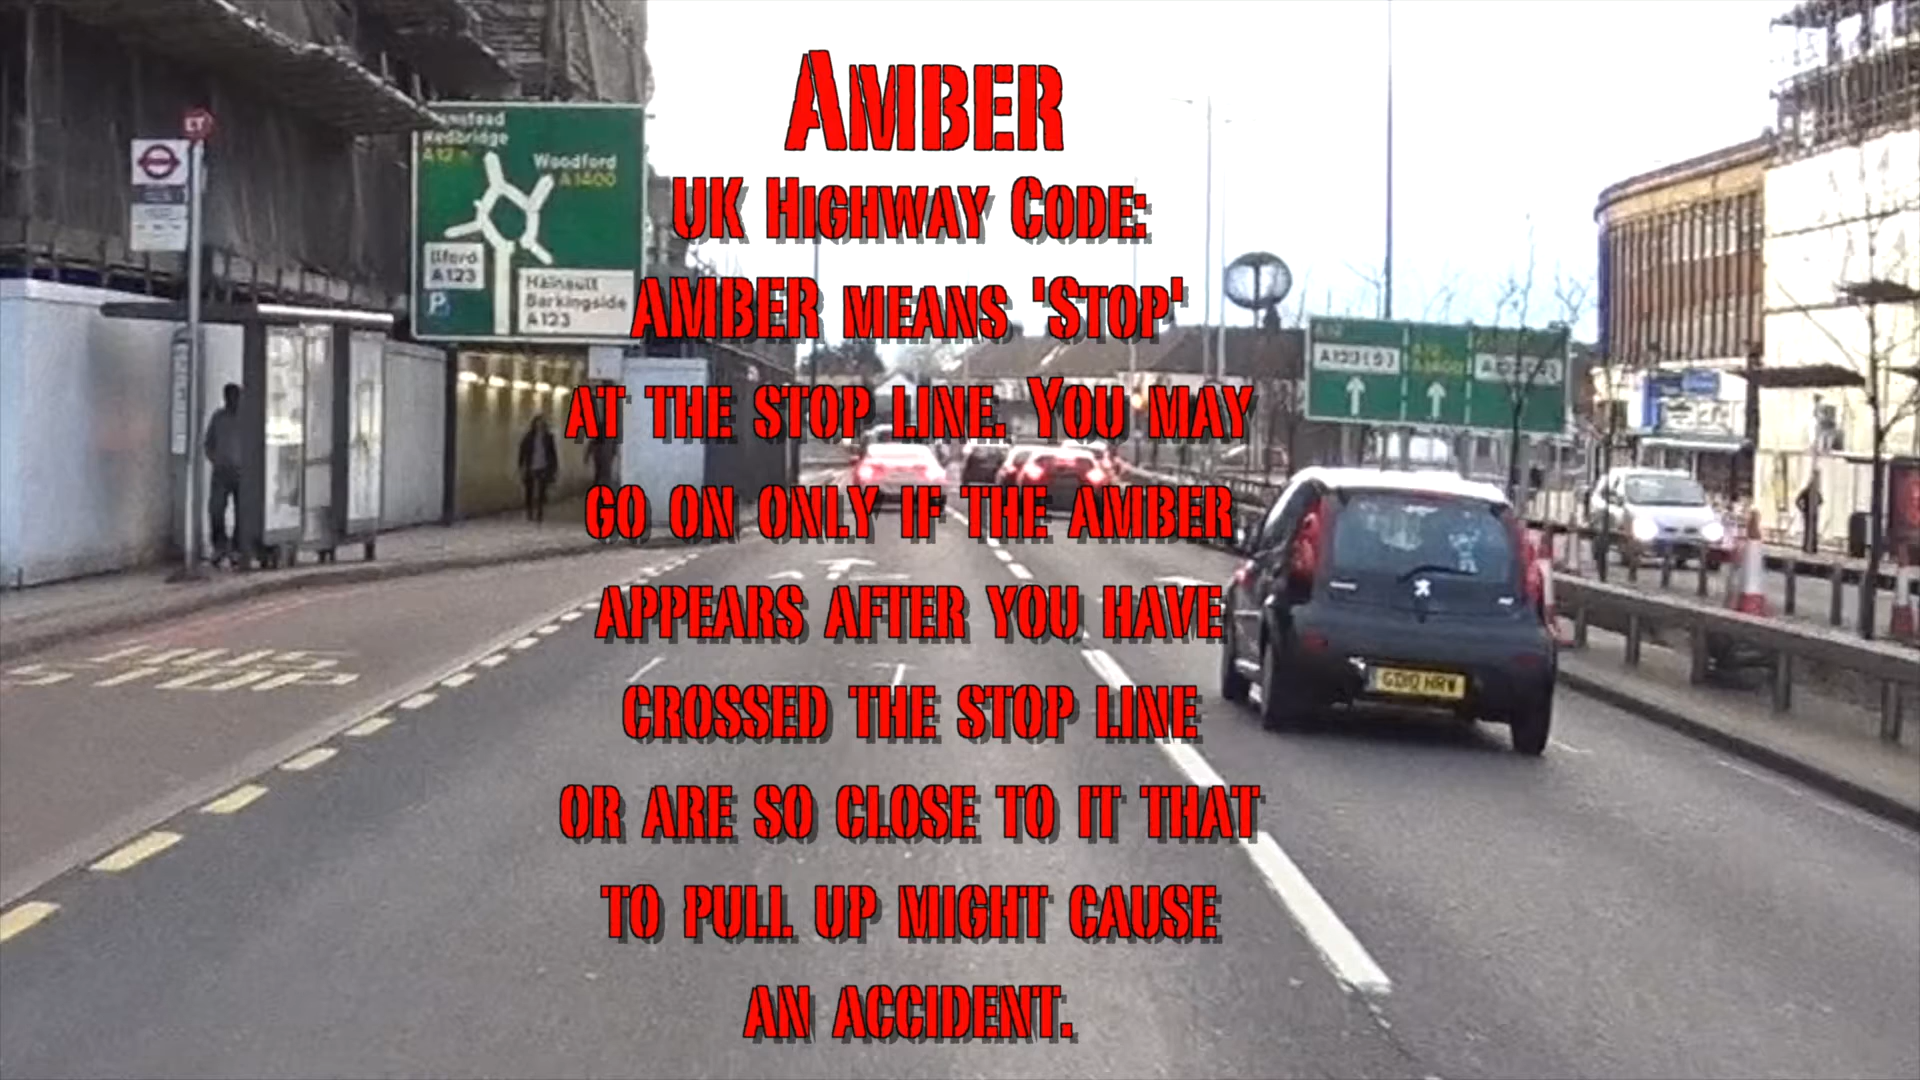 Amber
UK Highway Code:
AMBER means 'Stop'
at the stop line. You may
go on only if the amber
appears after you have
crossed the stop line
or are so close to it that
to pull up might cause
an accident.
ET
Redbridge
A12
Woodford
A1400
Ilford
A123
P
Hainault
Barkingside
A123
BUS
STOP